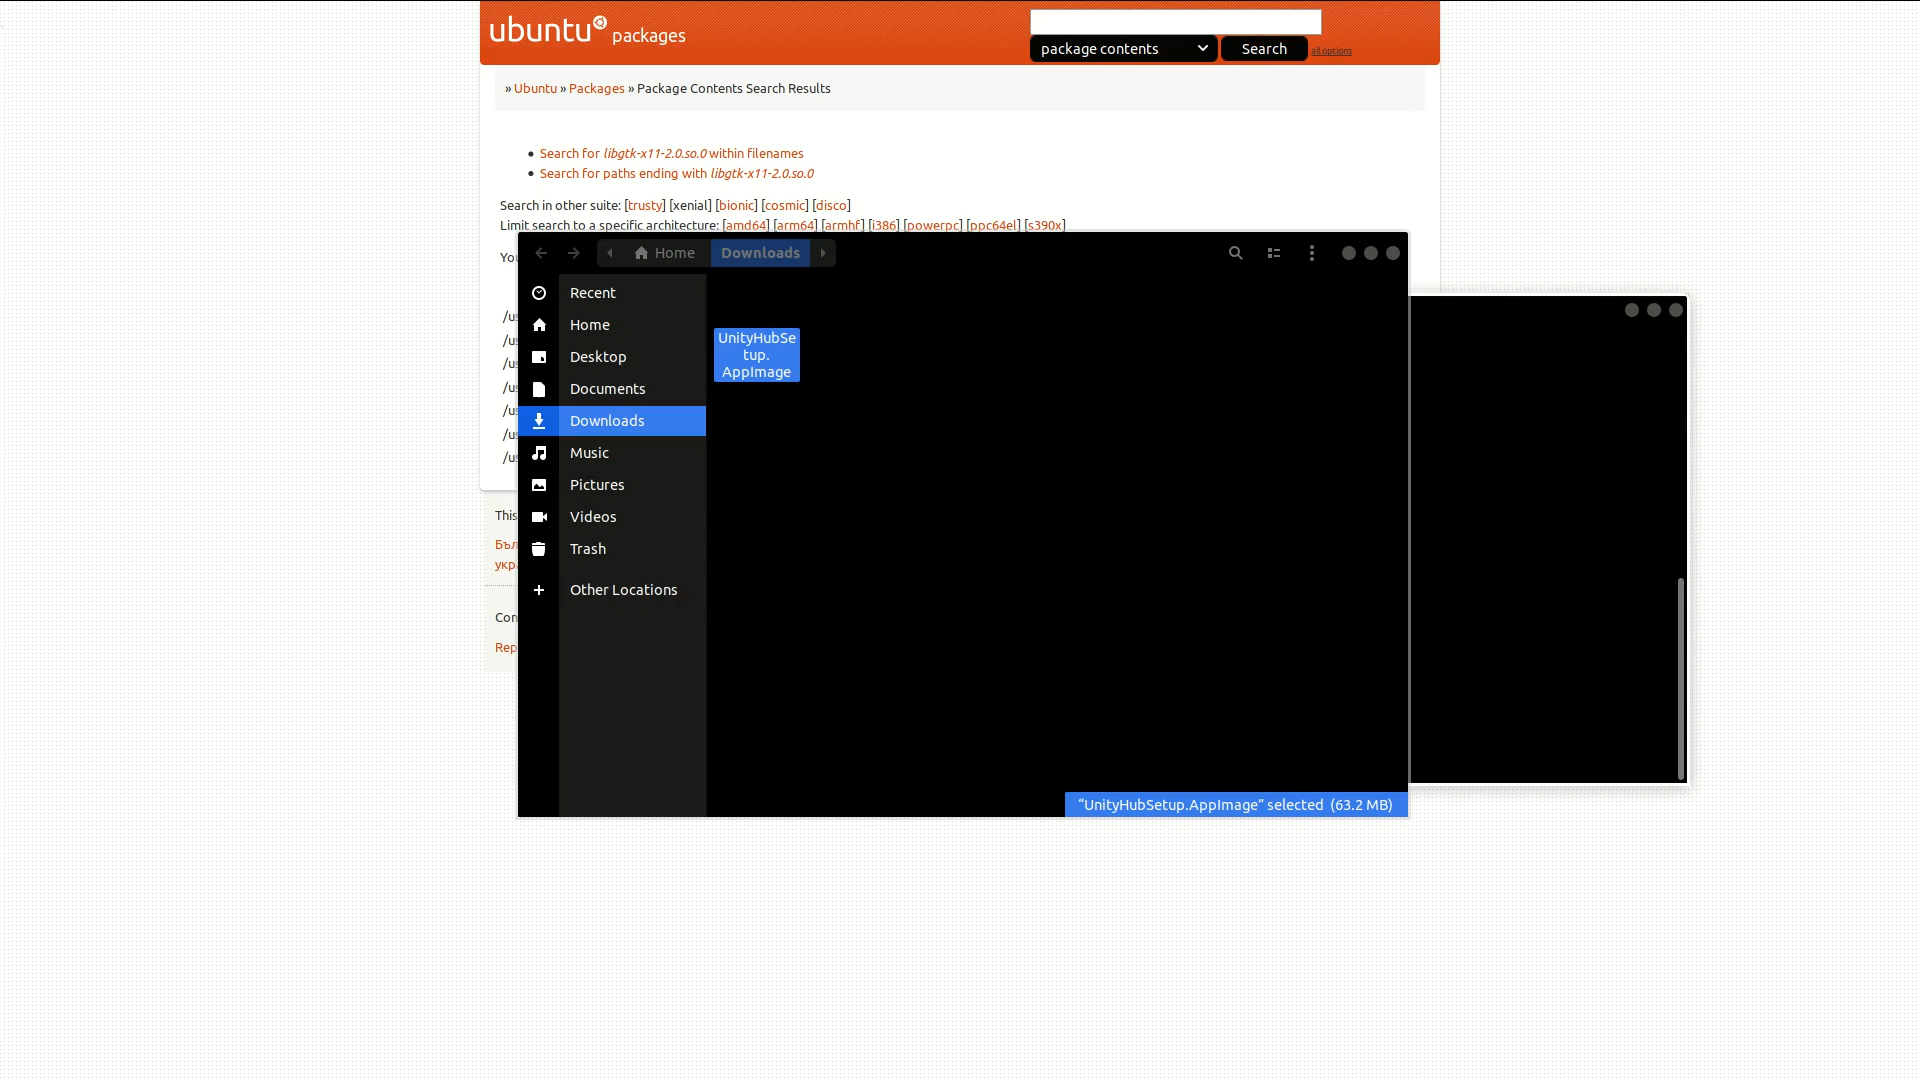 ubuntu packages
package contents
Search
all options
» Ubuntu » Packages » Package Contents Search Results
Search for libgtk-x11-2.0.so.0 within filenames
Search for paths ending with libgtk-x11-2.0.so.0
Search in other suite: [trusty] [xenial] [bionic] [cosmic] [disco]
Limit search to a specific architecture: [amd64] [arm64] [armhf] [i386] [powerpc] [ppc64el] [s390x]
Home
Downloads
Recent
Home
Desktop
Documents
Downloads
Music
Pictures
Videos
Trash
Other Locations
UnityHubSe
tup.
AppImage
“UnityHubSetup.AppImage” selected (63.2 MB)
This